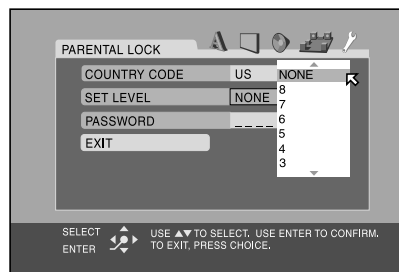 PARENTAL LOCK
COUNTRY CODE US NONE
8
SET LEVEL NONE 7
PASSWORD _ _ _ _ 6
5
EXIT 4
3
SELECT USE ▲▼ TO SELECT. USE ENTER TO CONFIRM.
ENTER TO EXIT, PRESS CHOICE.